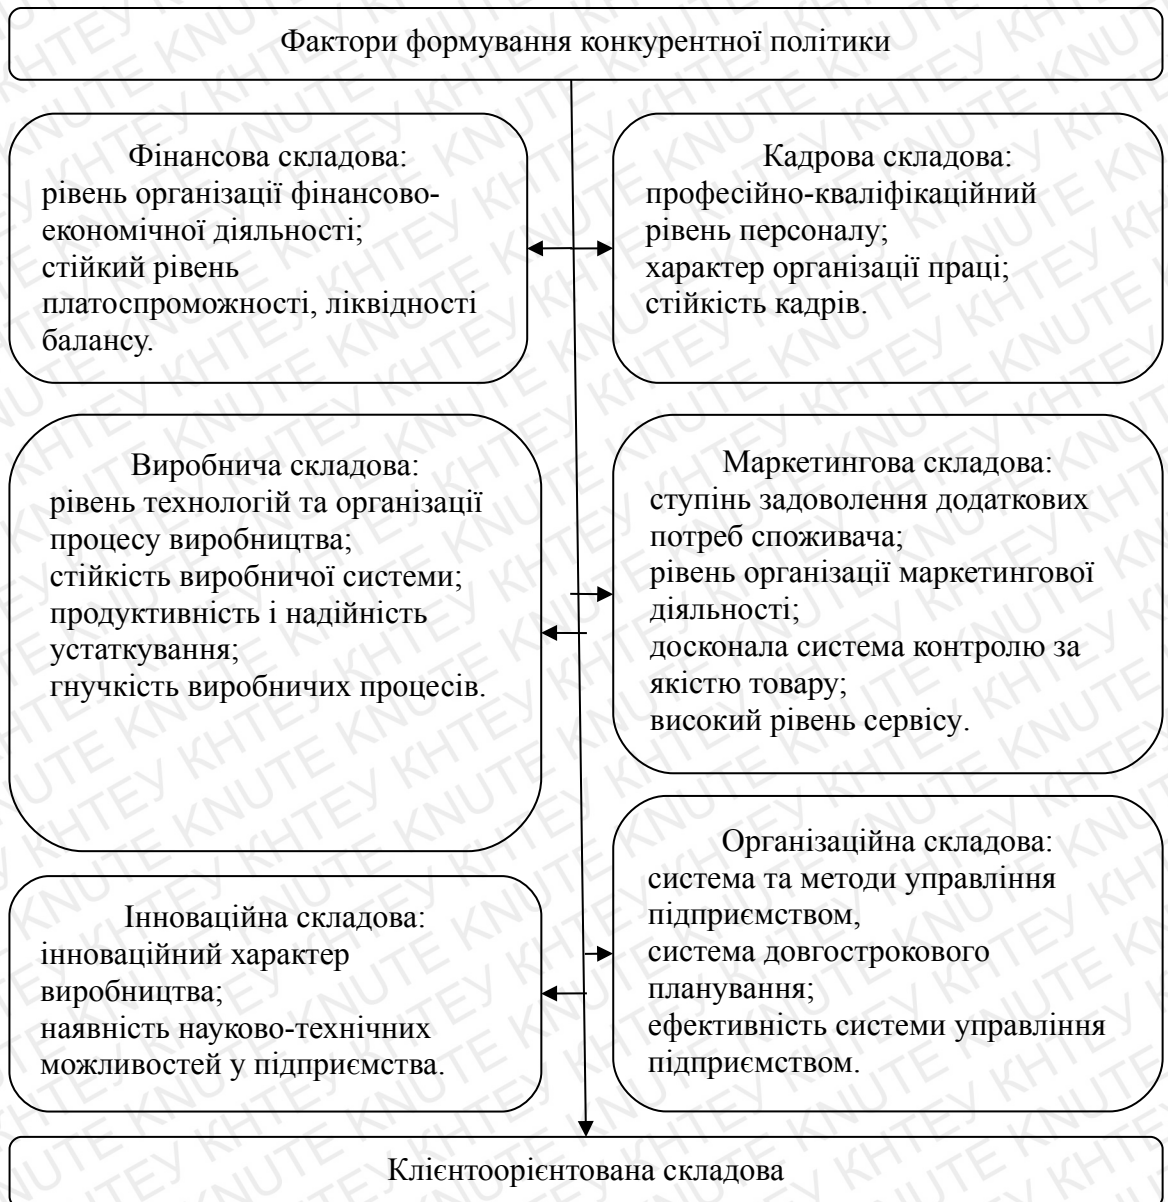 Фактори формування конкурентної політики
Фінансова складова:
рівень організації фінансово-
економічної діяльності;
стійкий рівень
платоспроможності, ліквідності
балансу.
Кадрова складова:
професійно-кваліфікаційний
рівень персоналу;
характер організації праці;
стійкість кадрів.
Виробнича складова:
рівень технологій та організації
процесу виробництва;
стійкість виробничої системи;
продуктивність і надійність
устаткування;
гнучкість виробничих процесів.
Маркетингова складова:
ступінь задоволення додаткових
потреб споживача;
рівень організації маркетингової
діяльності;
досконала система контролю за
якістю товару;
високий рівень сервісу.
Інноваційна складова:
інноваційний характер
виробництва;
наявність науково-технічних
можливостей у підприємства.
Організаційна складова:
система та методи управління
підприємством,
система довгострокового
планування;
ефективність системи управління
підприємством.
Клієнтоорієнтована складова